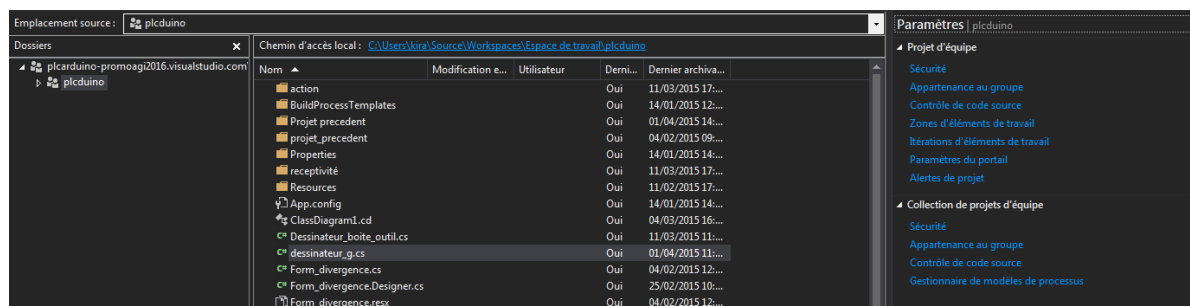 Emplacement source : plcduino
Dossiers
plcarduino-promoagi2016.visualstudio.com
plcduino
Chemin d'accès local : C:\Users\kira\Source\Workspaces\Espace de travail\plcduino
Nom Modification e... Utilisateur Derni... Dernier archiva...
action Oui 11/03/2015 17:...
BuildProcessTemplates Oui 14/01/2015 12:...
Projet precedent Oui 01/04/2015 14:...
projet_precedent Oui 04/02/2015 09:...
Properties Oui 14/01/2015 14:...
receptivité Oui 11/03/2015 17:...
Resources Oui 11/02/2015 17:...
App.config Oui 14/01/2015 14:...
ClassDiagram1.cd Oui 04/03/2015 16:...
C# Dessinateur_boite_outil.cs Oui 11/03/2015 11:...
C# dessinateur_g.cs Oui 01/04/2015 11:...
C# Form_divergence.cs Oui 04/02/2015 12:...
C# Form_divergence.Designer.cs Oui 25/02/2015 10:...
Form_divergence.resx Oui 04/02/2015 12:...
Paramètres | plcduino
Projet d'équipe
Sécurité
Appartenance au groupe
Contrôle de code source
Zones d'éléments de travail
Itérations d'éléments de travail
Paramètres du portail
Alertes de projet
Collection de projets d'équipe
Sécurité
Appartenance au groupe
Contrôle de code source
Gestionnaire de modèles de processus